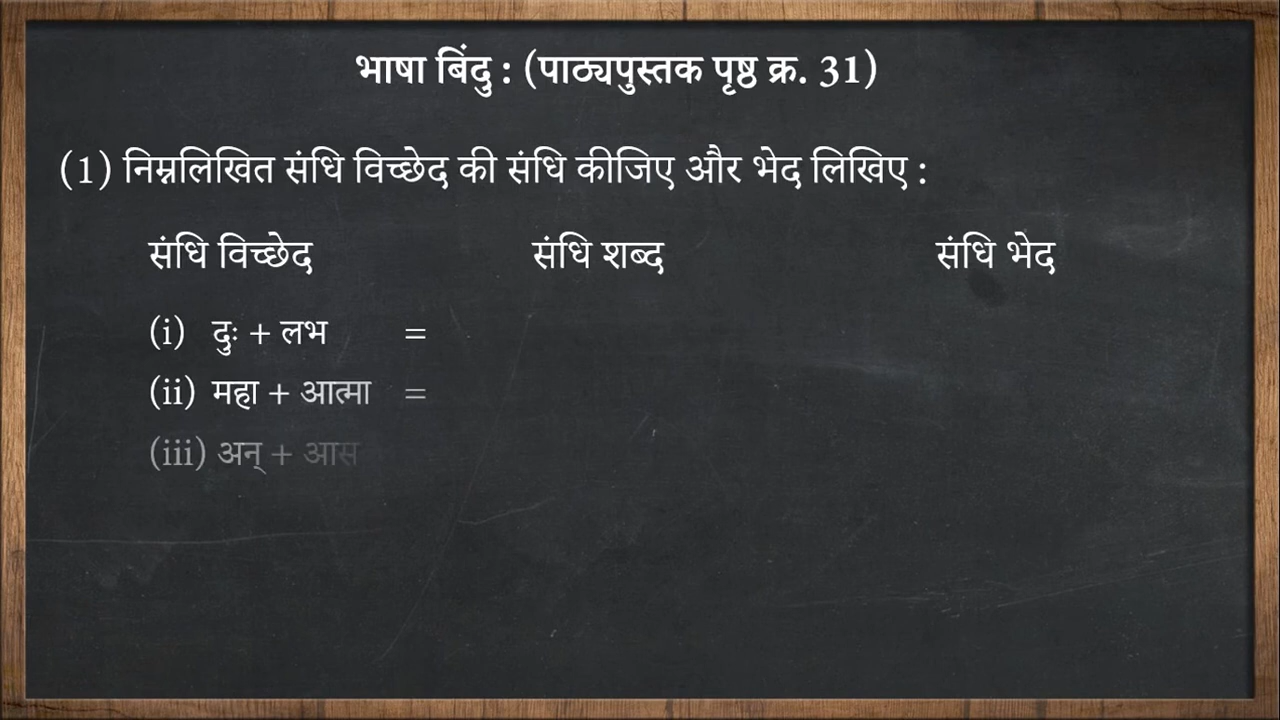 भाषा बिंदु : (पाठ्यपुस्तक पृष्ठ क्र. 31)
(1) निम्नलिखित संधि विच्छेद की संधि कीजिए और भेद लिखिए :
संधि विच्छेद संधि शब्द संधि भेद
(i) दुः + लभ =
(ii) महा + आत्मा =
(iii) अन् + आस